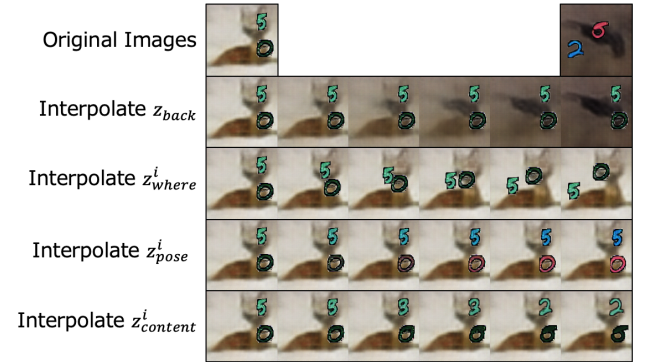 Original Images
Interpolate z_back
Interpolate z^i_where
Interpolate z^i_pose
Interpolate z^i_content